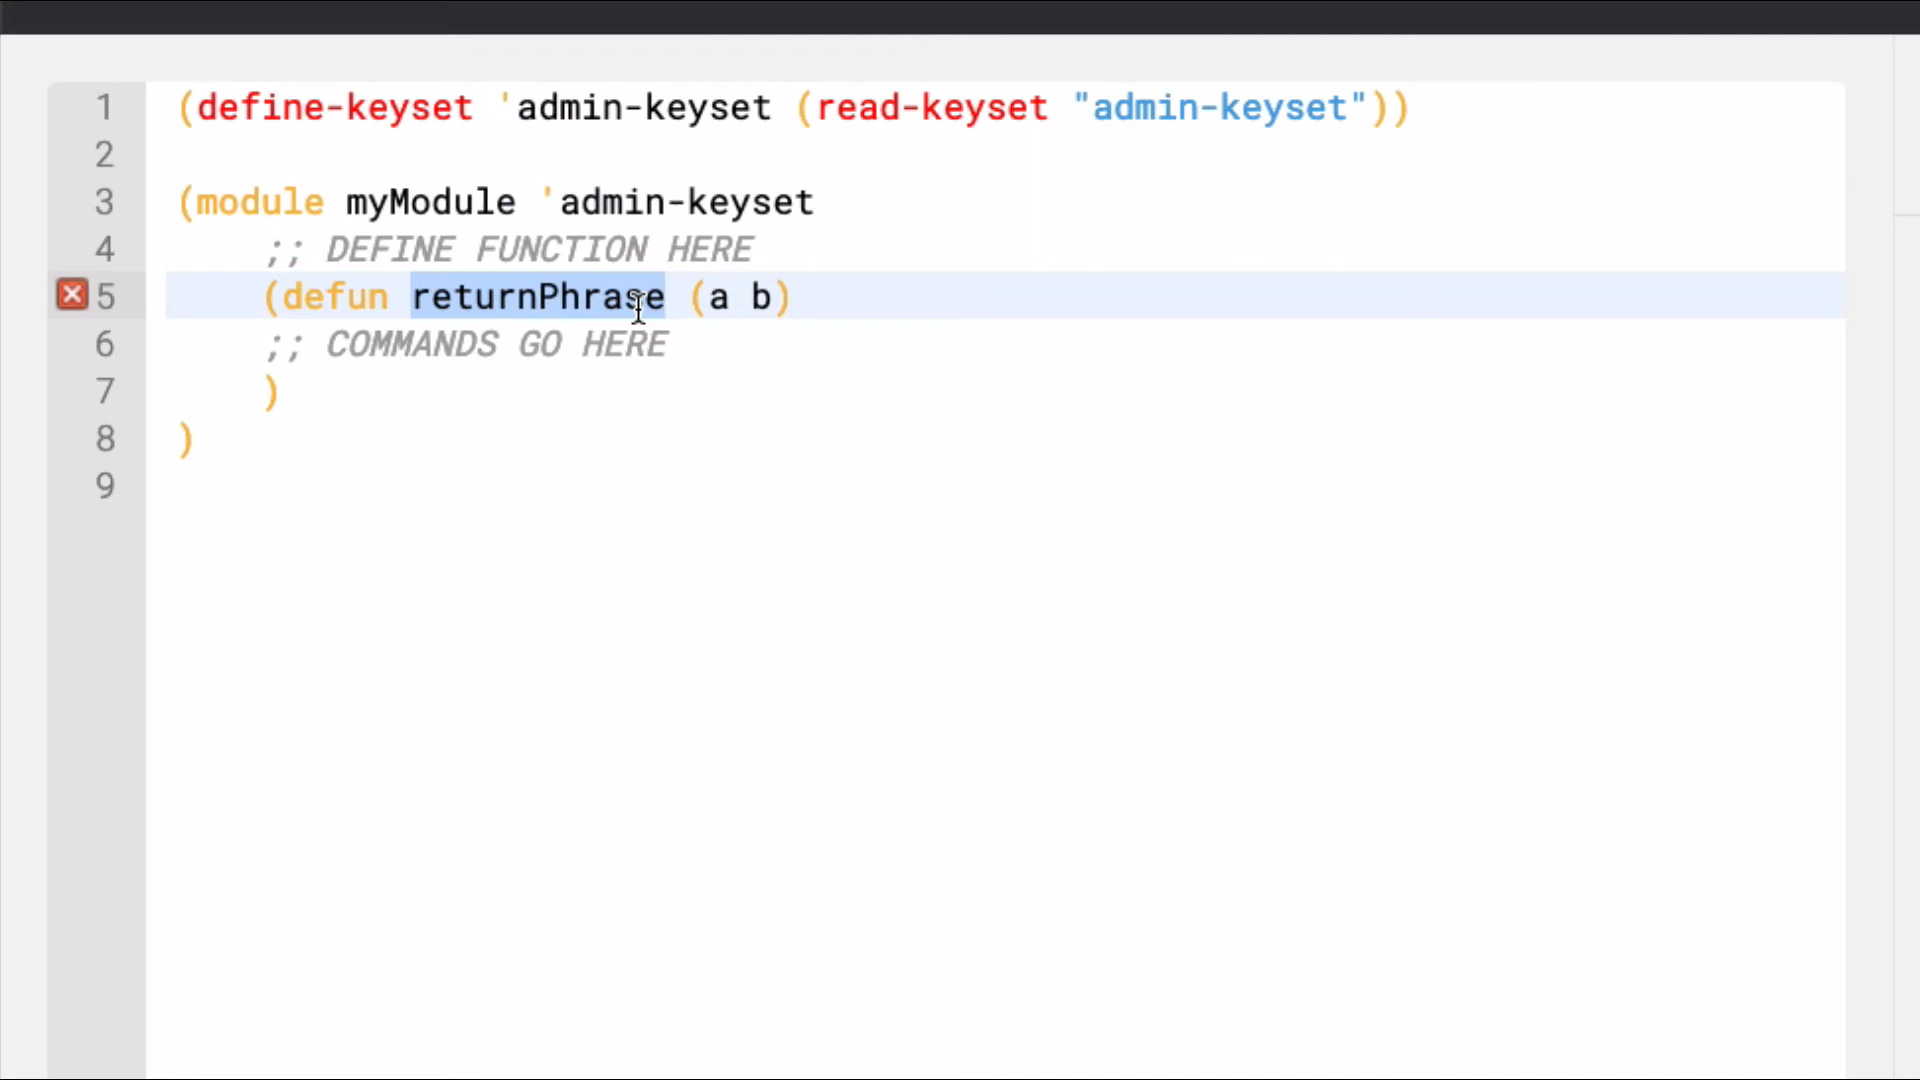 1 (define-keyset 'admin-keyset (read-keyset "admin-keyset"))
2
3 (module myModule 'admin-keyset
4 ;; DEFINE FUNCTION HERE
5 (defun returnPhrase (a b)
6 ;; COMMANDS GO HERE
7 )
8 )
9